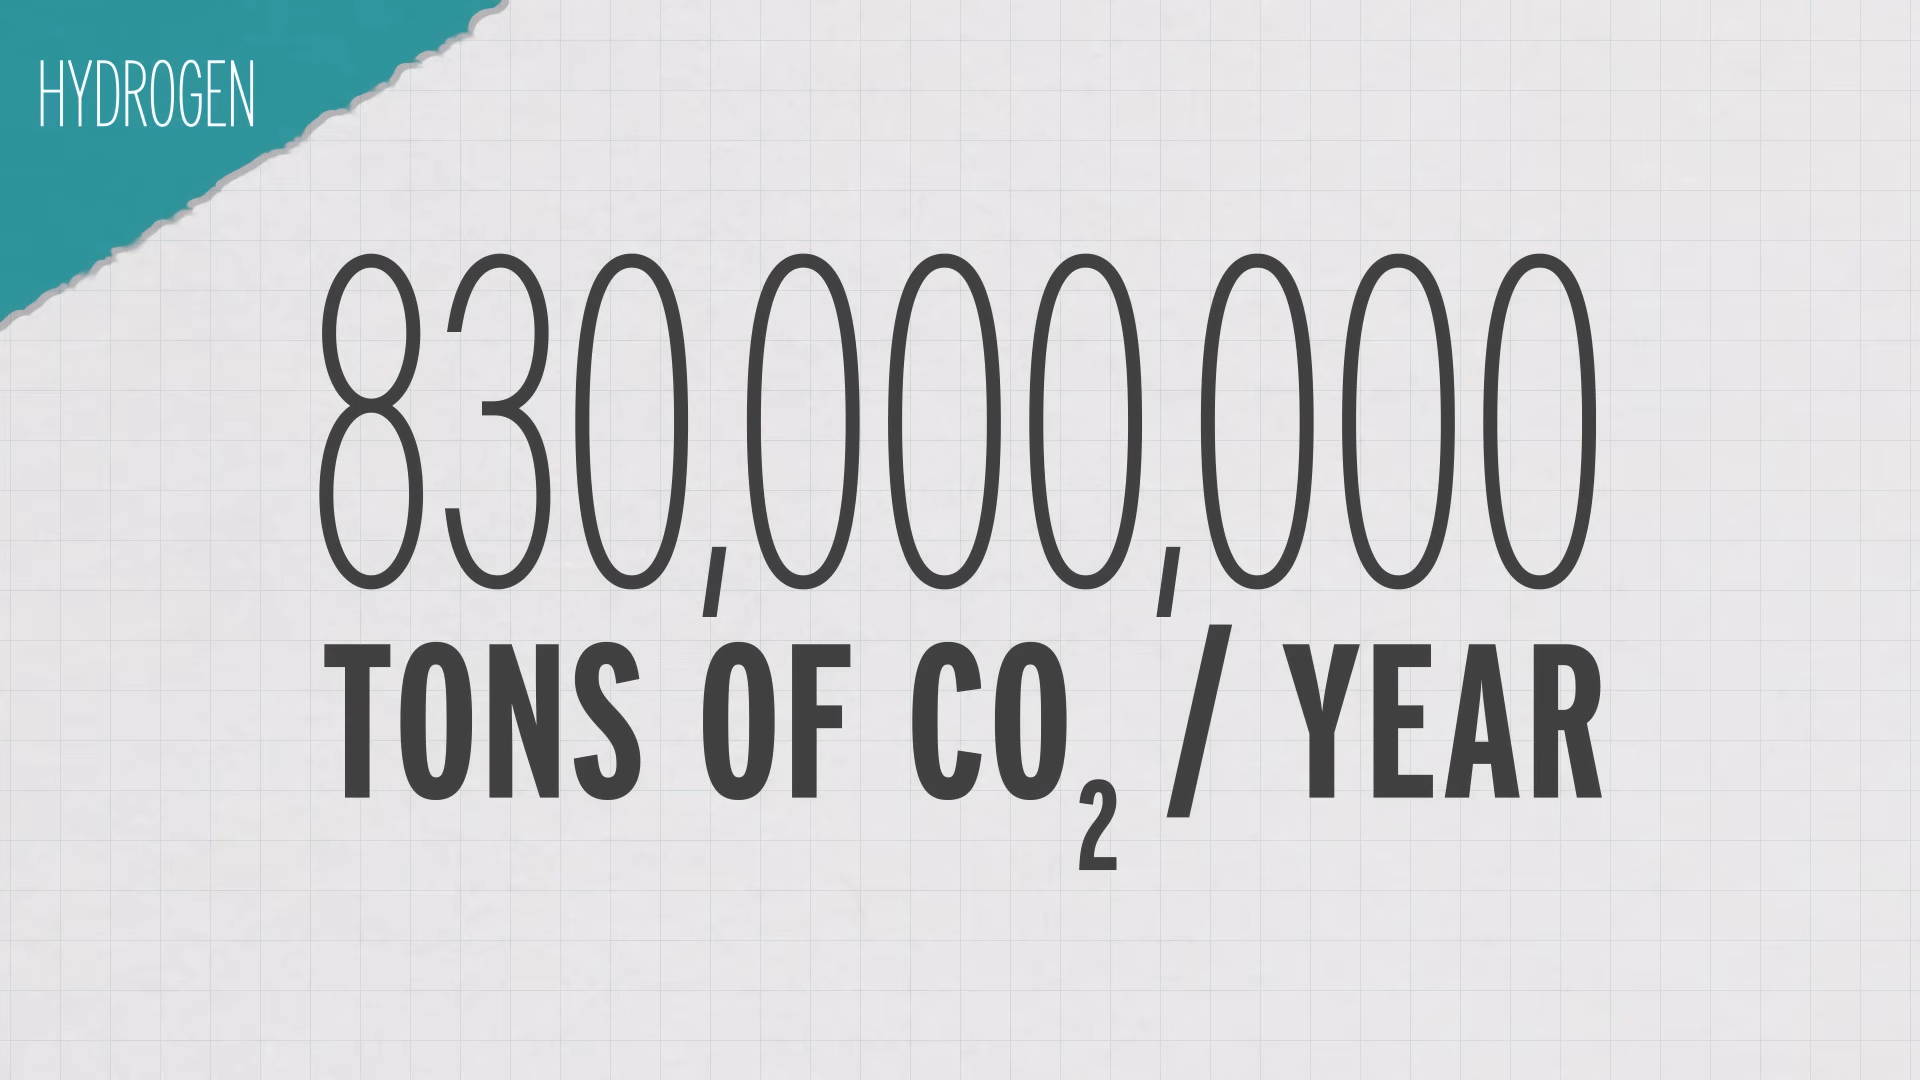 HYDROGEN
830,000,000
TONS OF CO₂ / YEAR